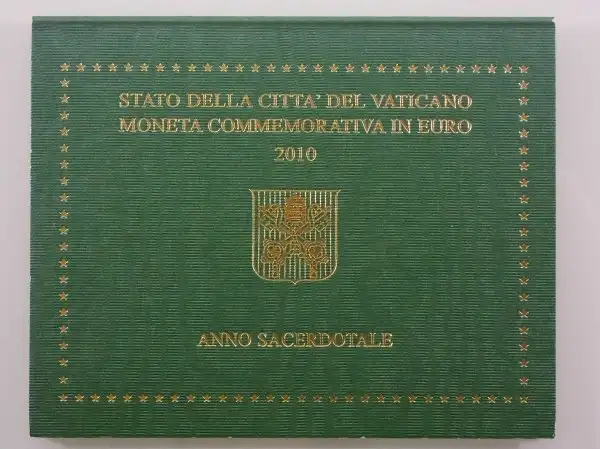 STATO DELLA CITTA' DEL VATICANO
MONETA COMMEMORATIVA IN EURO
2010
ANNO SACERDOTALE